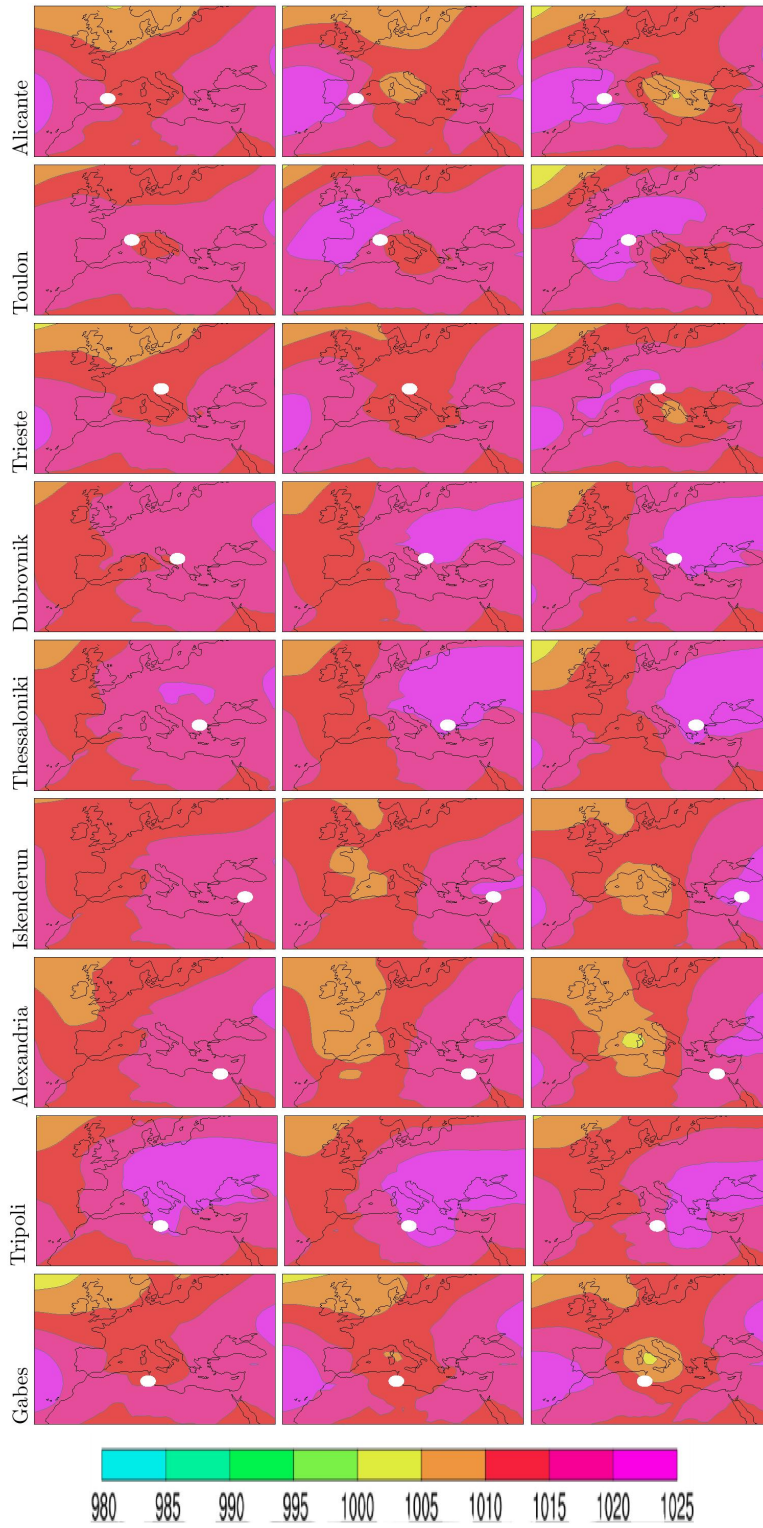 Alicante
Toulon
Trieste
Dubrovnik
Thessaloniki
Iskenderun
Alexandria
Tripoli
Gabes
980 985 990 995 1000 1005 1010 1015 1020 1025